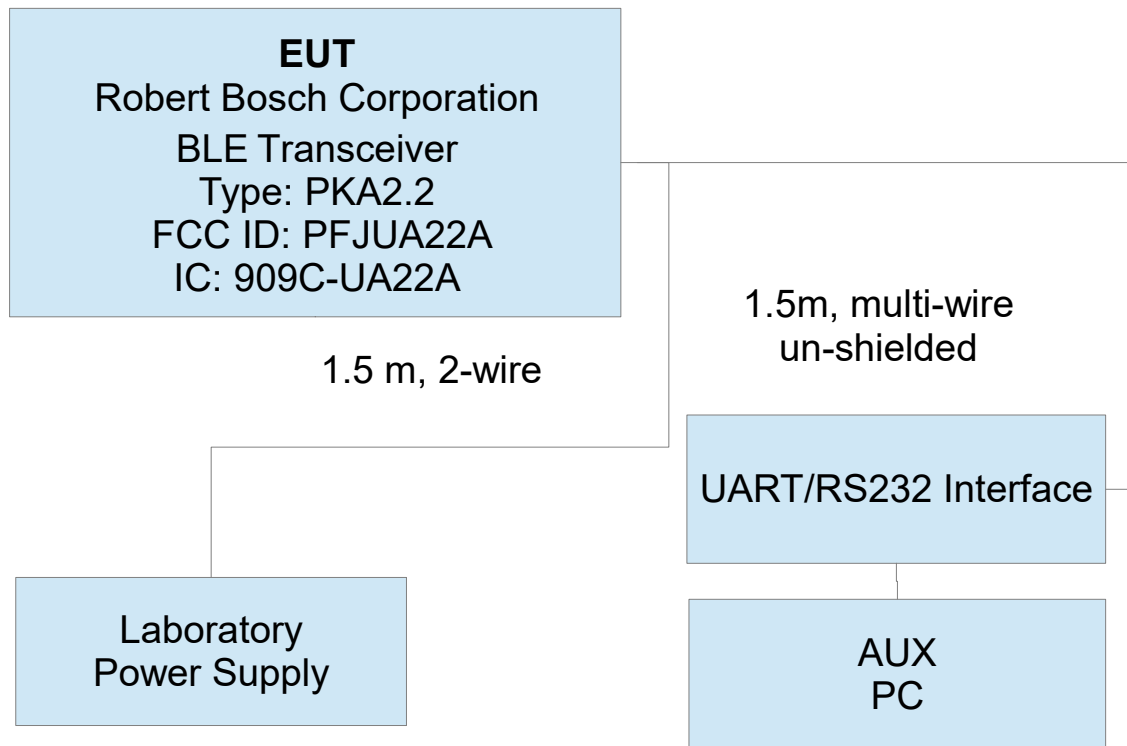 EUT
Robert Bosch Corporation
BLE Transceiver
Type: PKA2.2
FCC ID: PFJUA22A
IC: 909C-UA22A
1.5m, multi-wire
un-shielded
1.5 m, 2-wire
UART/RS232 Interface
Laboratory
Power Supply
AUX
PC